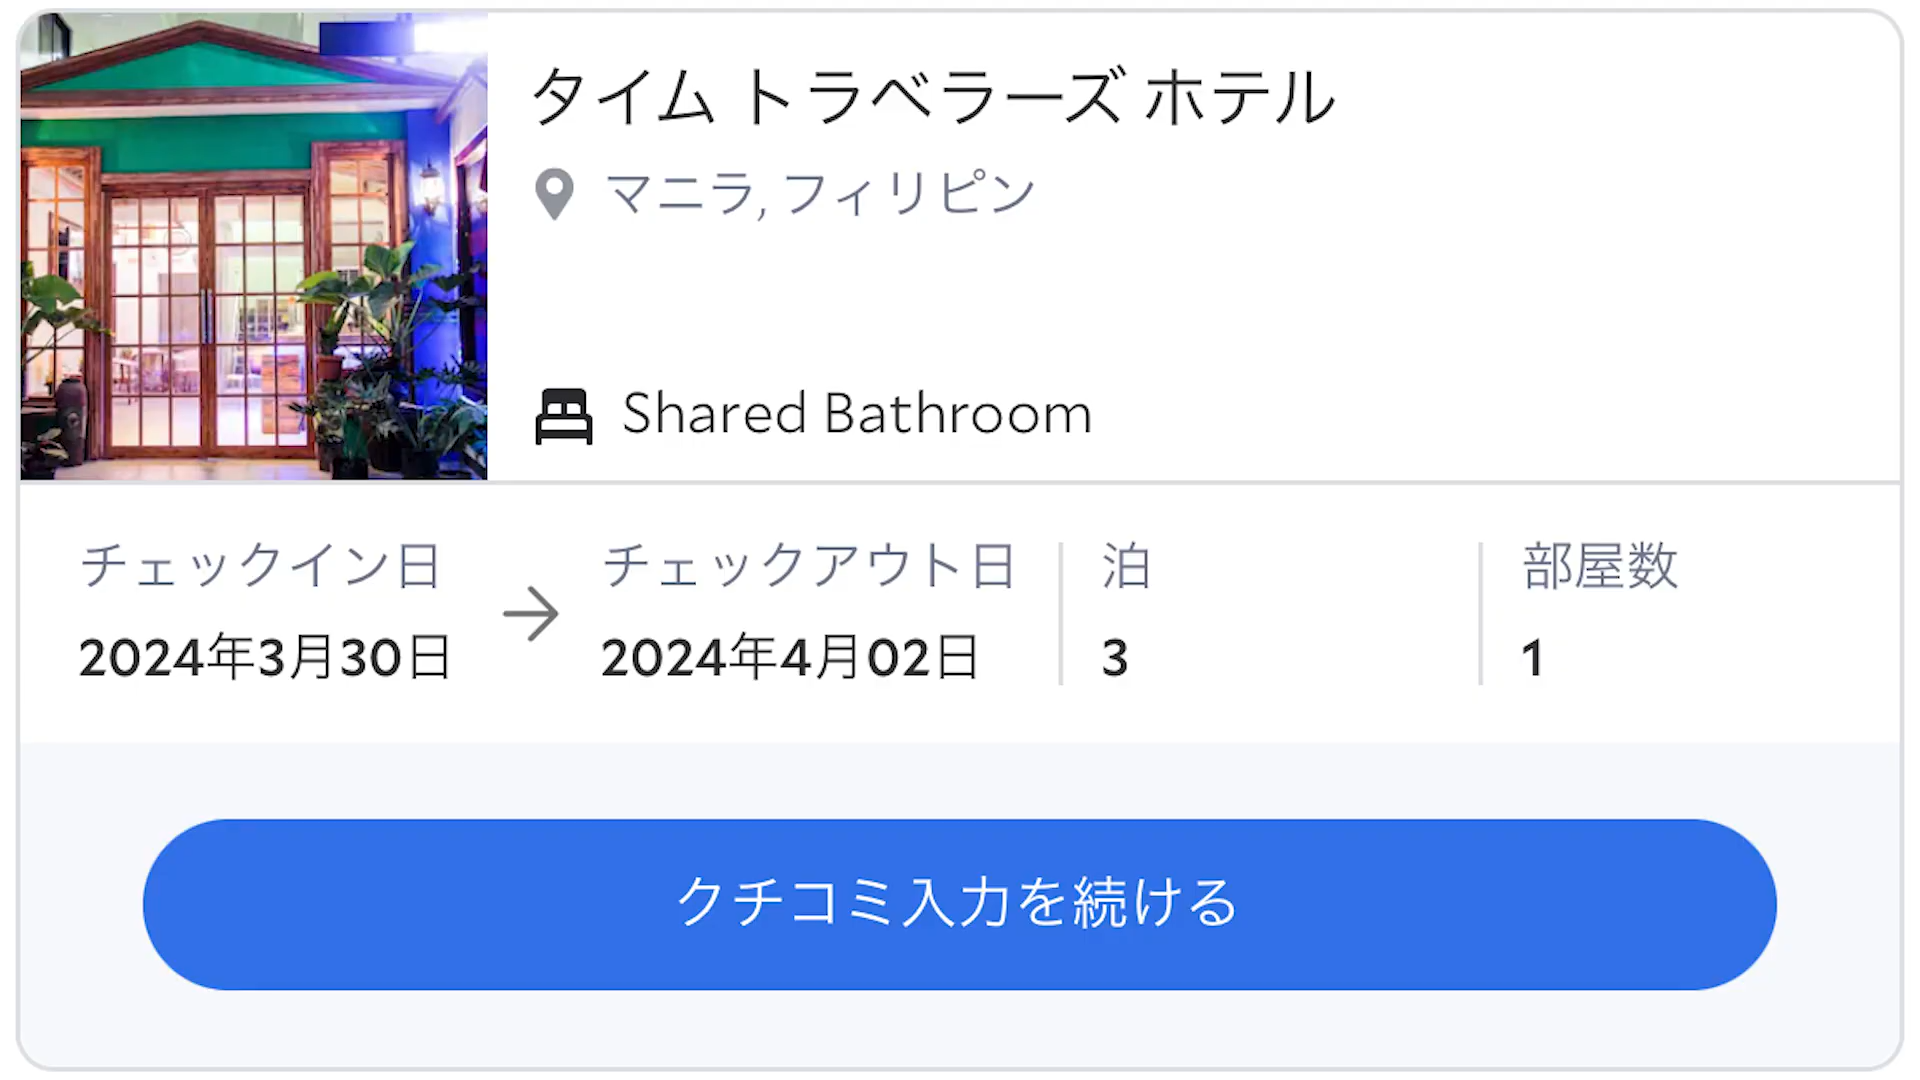 タイム トラベラーズ ホテル
マニラ, フィリピン
Shared Bathroom
チェックイン日
2024年3月30日
チェックアウト日
2024年4月02日
泊
3
部屋数
1
クチコミ入力を続ける